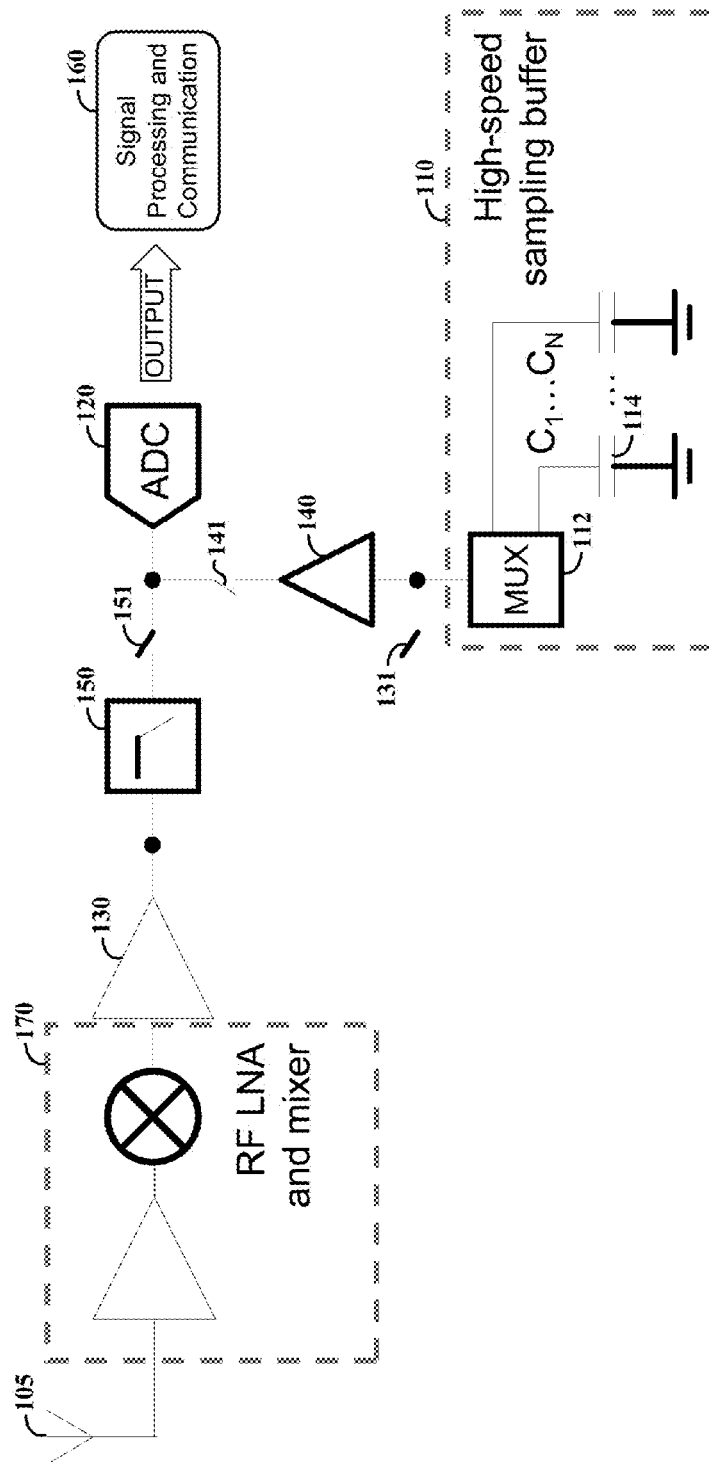 105
170
RF LNA
and mixer
130
150
151
120
ADC
OUTPUT
160
Signal
Processing and
Communication
141
140
131
110
High-speed
sampling buffer
MUX
112
C₁...C_N
...
114